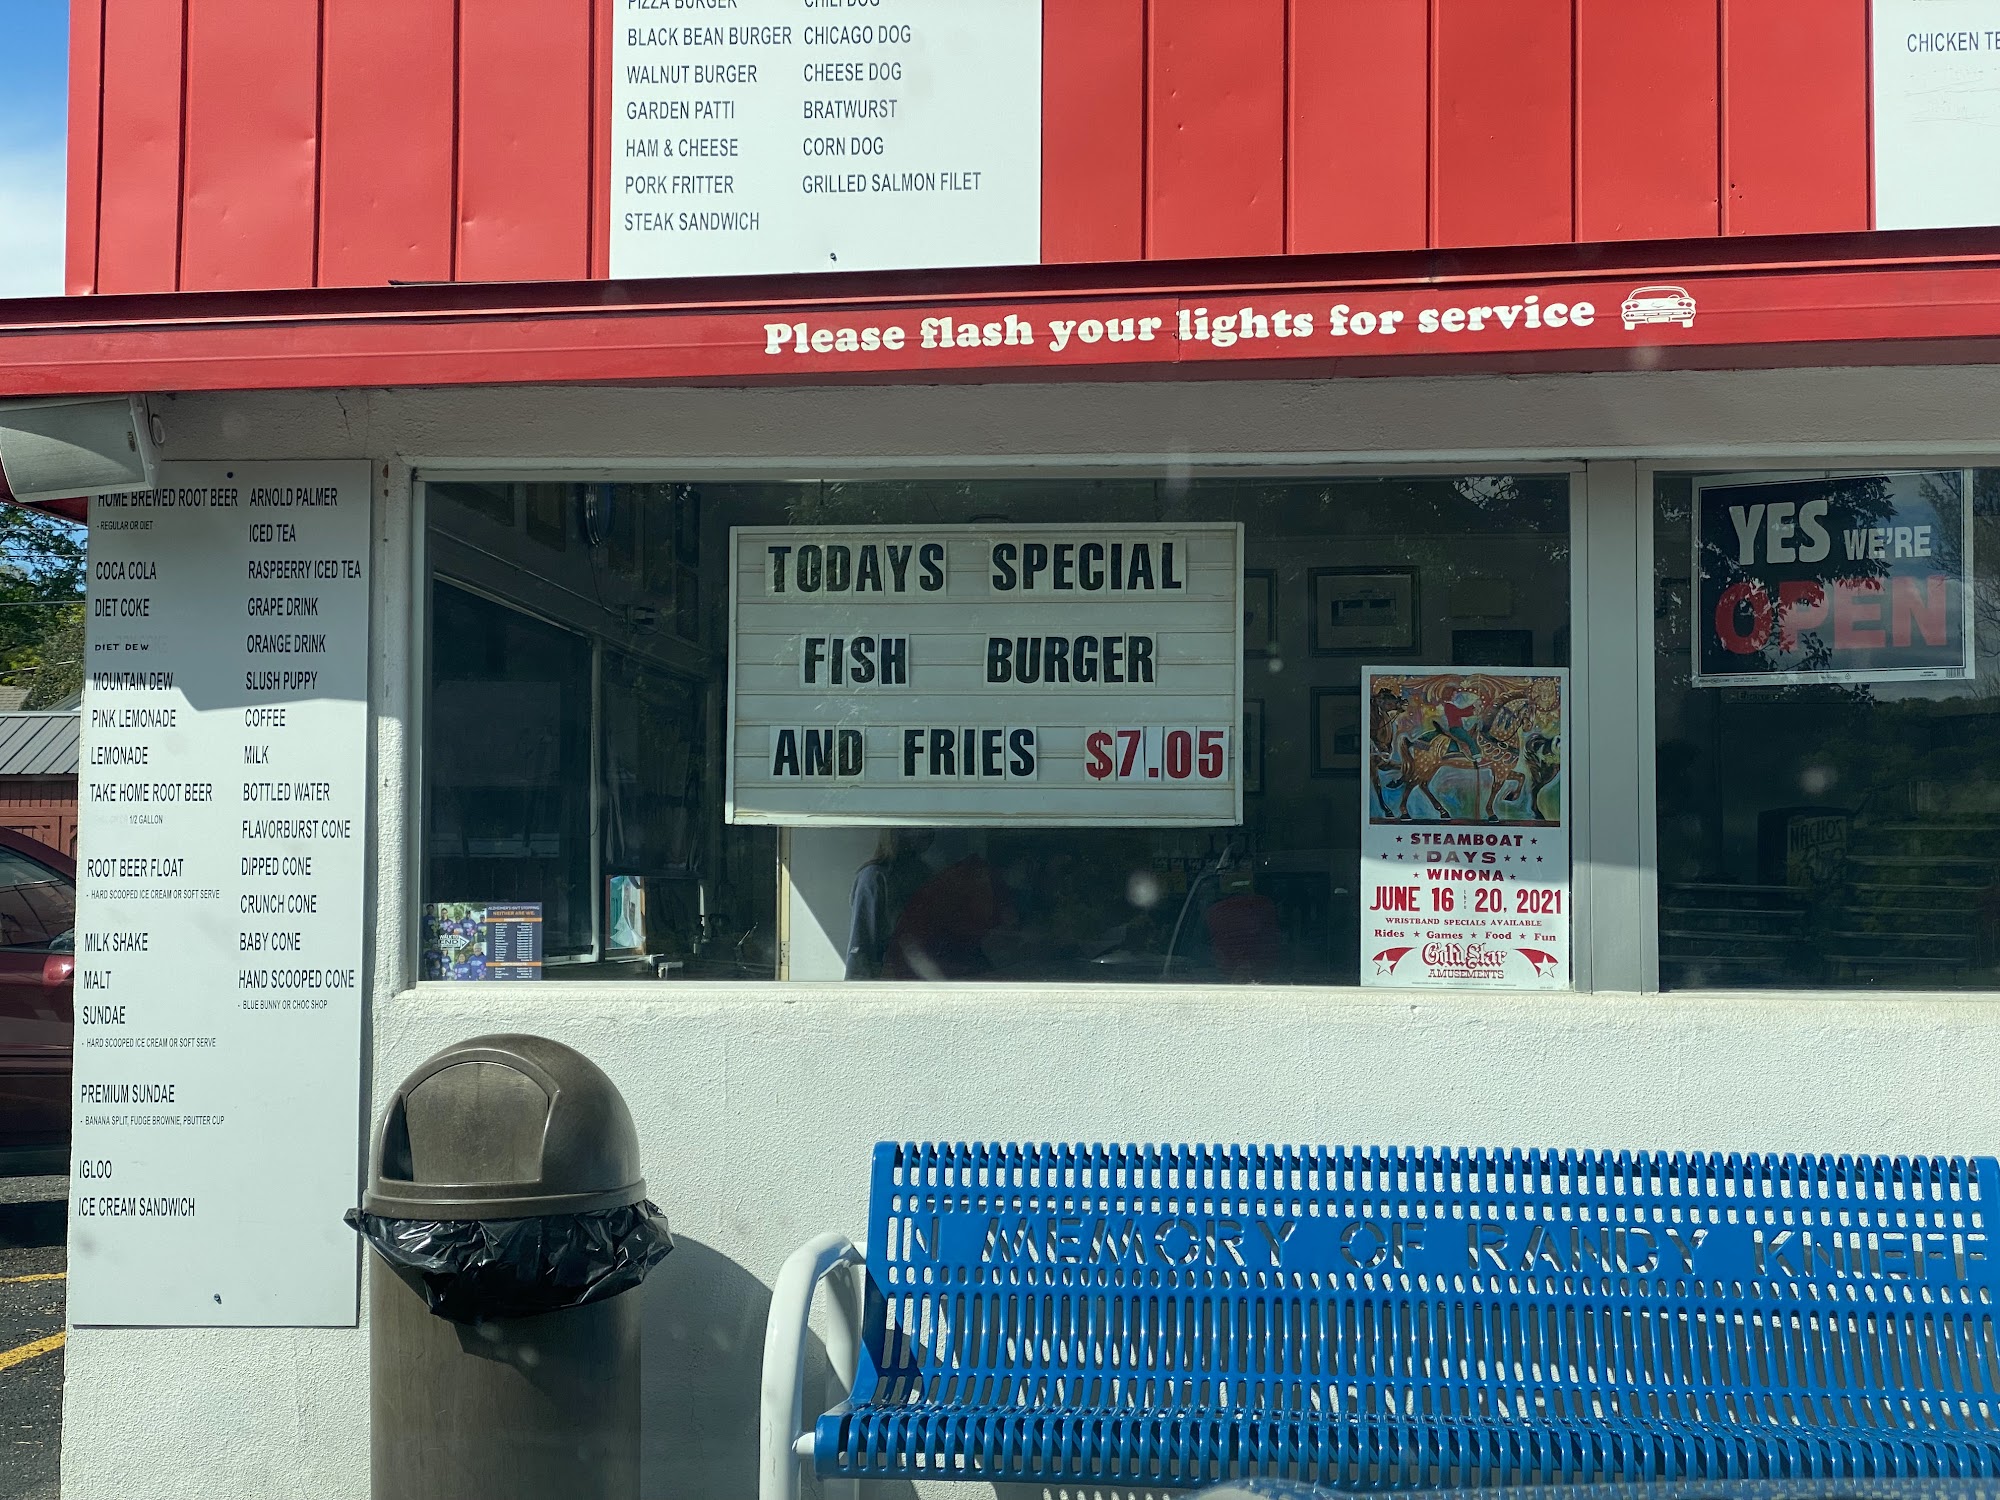 PIZZA BURGER
BLACK BEAN BURGER
WALNUT BURGER
GARDEN PATTI
HAM & CHEESE
PORK FRITTER
STEAK SANDWICH
CHILI DOG
CHICAGO DOG
CHEESE DOG
BRATWURST
CORN DOG
GRILLED SALMON FILET
CHICKEN
Please flash your lights for service
HOME BREWED ROOT BEER
- REGULAR OR DIET
COCA COLA
DIET COKE
DIET DEW
MOUNTAIN DEW
PINK LEMONADE
LEMONADE
TAKE HOME ROOT BEER
1/2 GALLON
ROOT BEER FLOAT
- HARD SCOOPED ICE CREAM OR SOFT SERVE
MILK SHAKE
MALT
SUNDAE
- HARD SCOOPED ICE CREAM OR SOFT SERVE
PREMIUM SUNDAE
- BANANA SPLIT, FUDGE BROWNIE, PBUTTER CUP
IGLOO
ICE CREAM SANDWICH
ARNOLD PALMER
ICED TEA
RASPBERRY ICED TEA
GRAPE DRINK
ORANGE DRINK
SLUSH PUPPY
COFFEE
MILK
BOTTLED WATER
FLAVORBURST CONE
DIPPED CONE
CRUNCH CONE
BABY CONE
HAND SCOOPED CONE
- BLUE BUNNY OR CHOC SHOP
TODAYS SPECIAL
FISH BURGER
AND FRIES $7.05
YES WE'RE
OPEN
STEAMBOAT
DAYS
WINONA
JUNE 16 THRU 20, 2021
WRISTBAND SPECIALS AVAILABLE
Rides ★ Games ★ Food ★ Fun
Gold Star
AMUSEMENTS
NEITHER ARE WE.
NACHOS
IN MEMORY OF RANDY KNIEFF